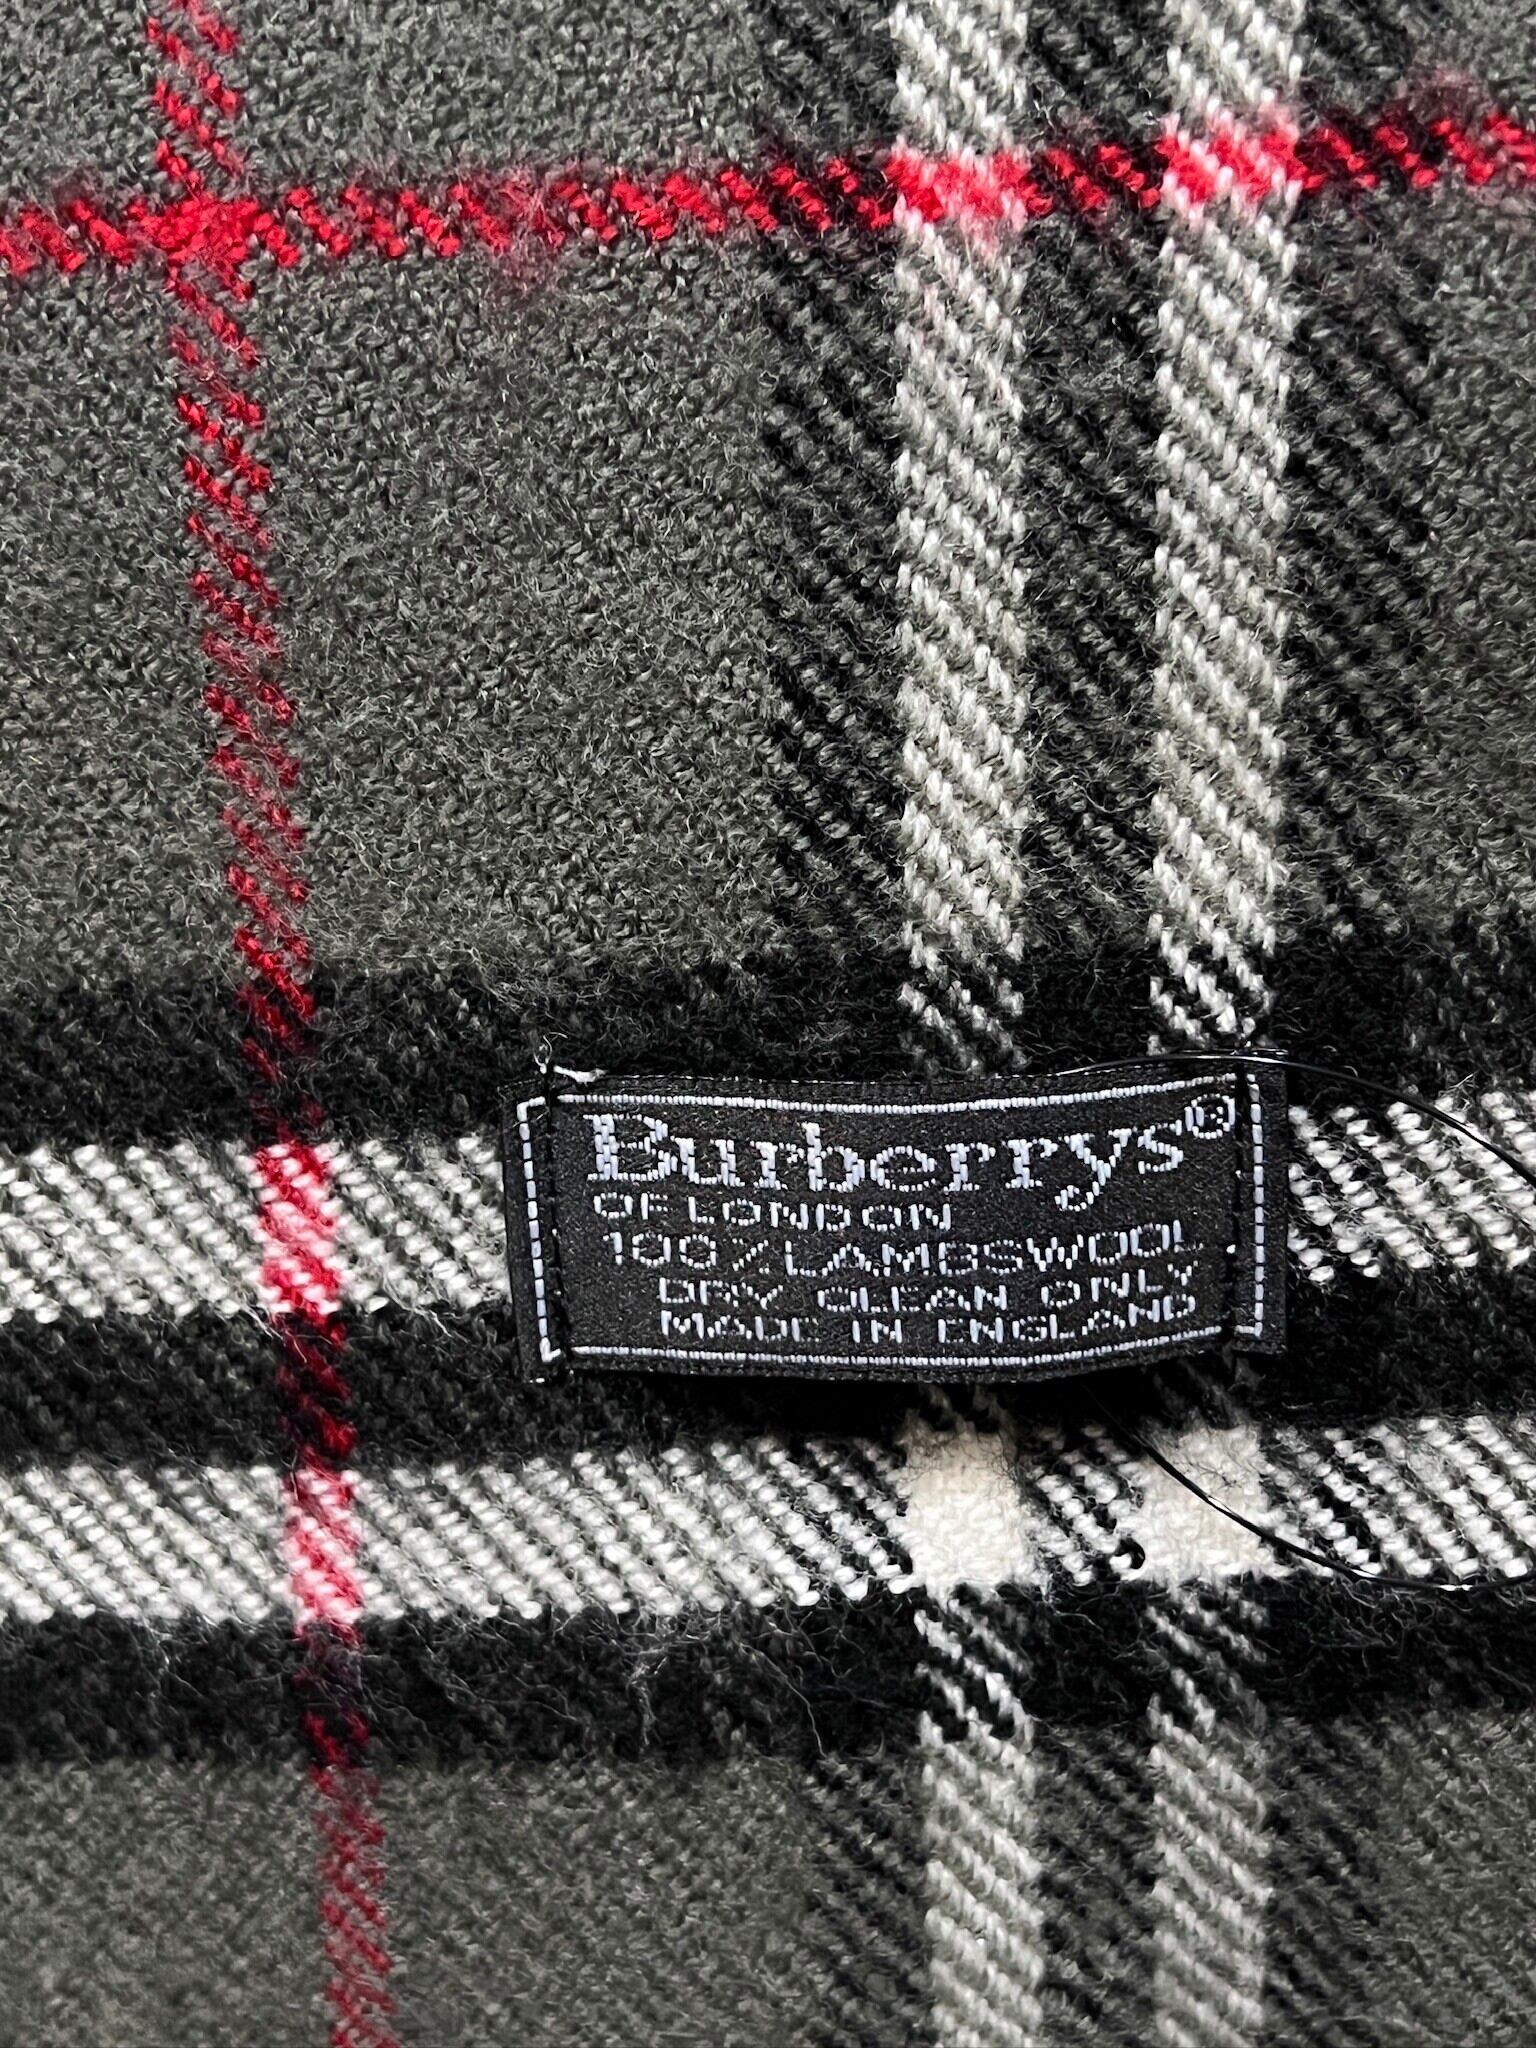 Burberrys®
OF LONDON
100% LAMBSWOOL
DRY CLEAN ONLY
MADE IN ENGLAND